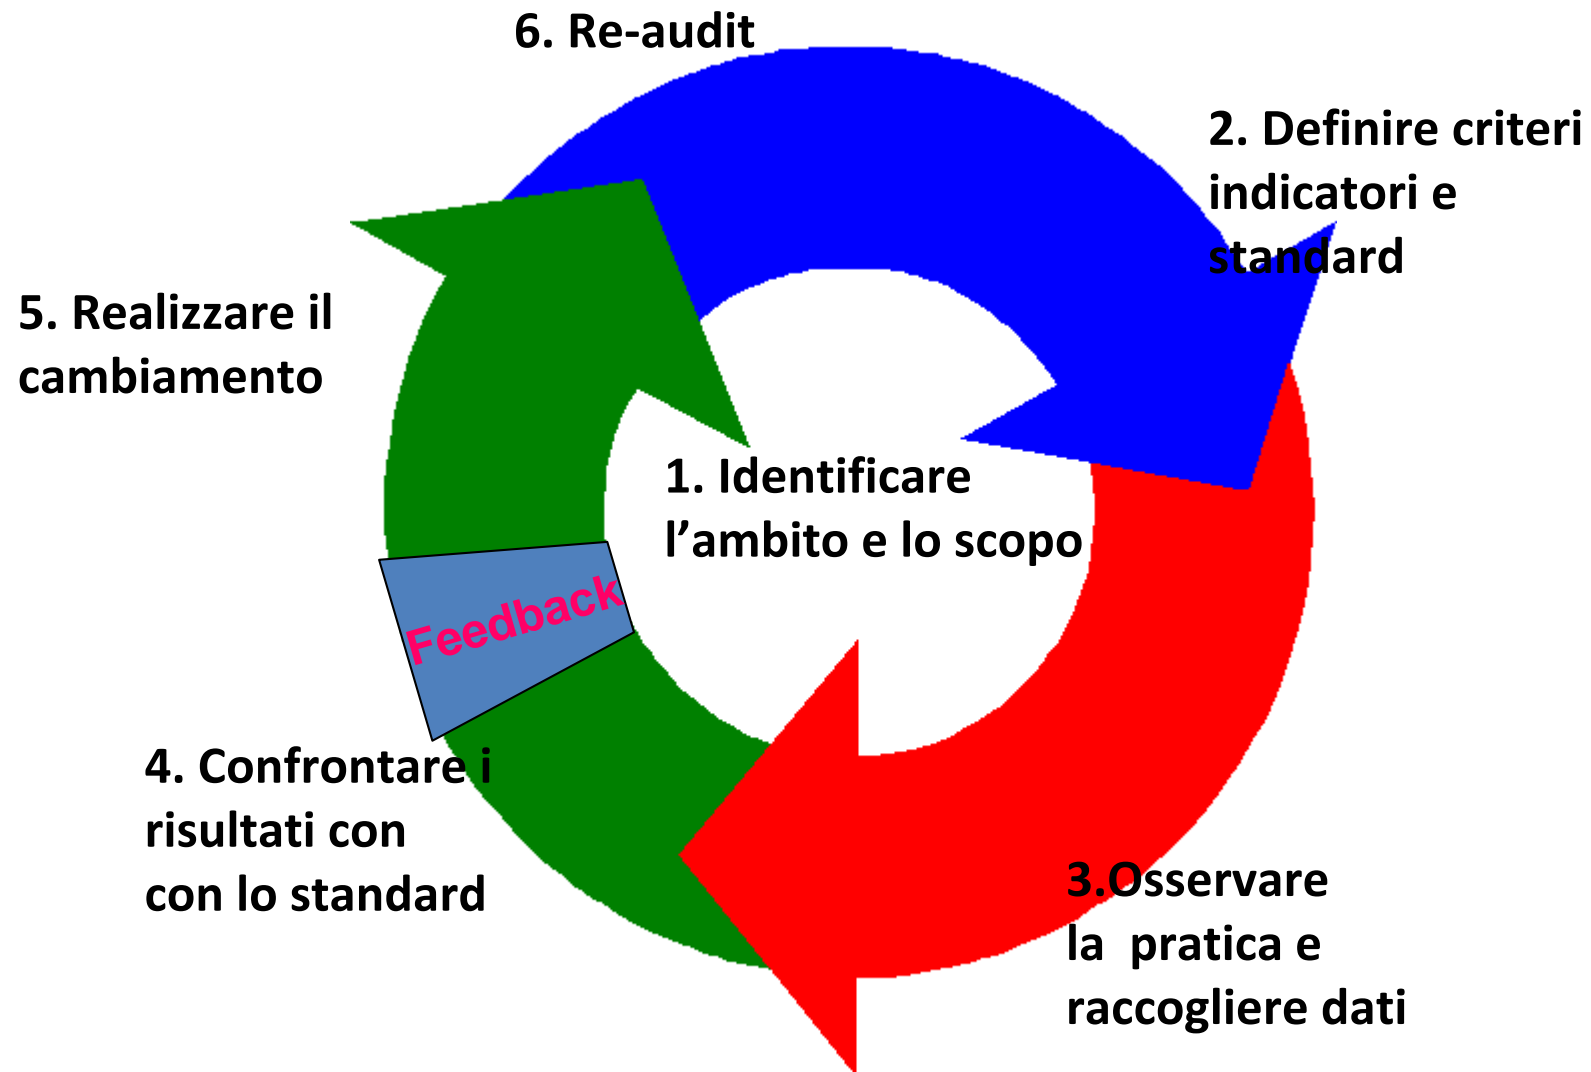 6. Re-audit
2. Definire criteri
indicatori e
standard
5. Realizzare il
cambiamento
1. Identificare
l’ambito e lo scopo
Feedback
4. Confrontare i
risultati con
con lo standard
3.Osservare
la  pratica e
raccogliere dati